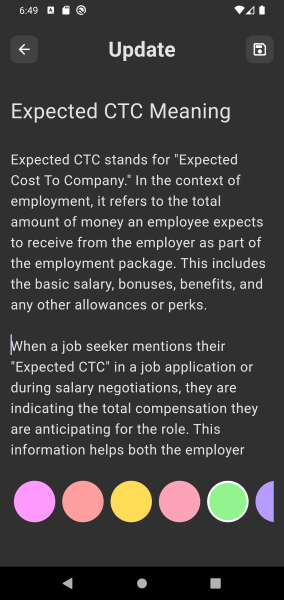 6:49
Update
Expected CTC Meaning
Expected CTC stands for "Expected
Cost To Company." In the context of
employment, it refers to the total
amount of money an employee expects
to receive from the employer as part of
the employment package. This includes
the basic salary, bonuses, benefits, and
any other allowances or perks.
When a job seeker mentions their
"Expected CTC" in a job application or
during salary negotiations, they are
indicating the total compensation they
are anticipating for the role. This
information helps both the employer